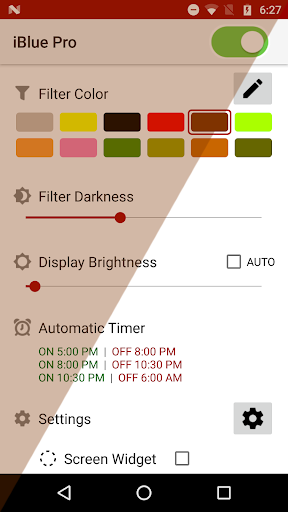 6:27
iBlue Pro
Filter Color
Filter Darkness
Display Brightness AUTO
Automatic Timer
ON 5:00 PM | OFF 8:00 PM
ON 8:00 PM | OFF 10:30 PM
ON 10:30 PM | OFF 6:00 AM
Settings
Screen Widget